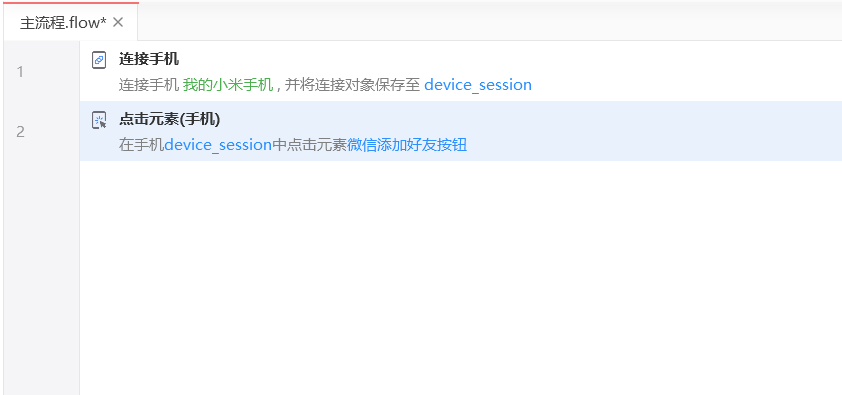 主流程.flow*
1
连接手机
连接手机 我的小米手机 , 并将连接对象保存至 device_session
2
点击元素(手机)
在手机device_session中点击元素微信添加好友按钮